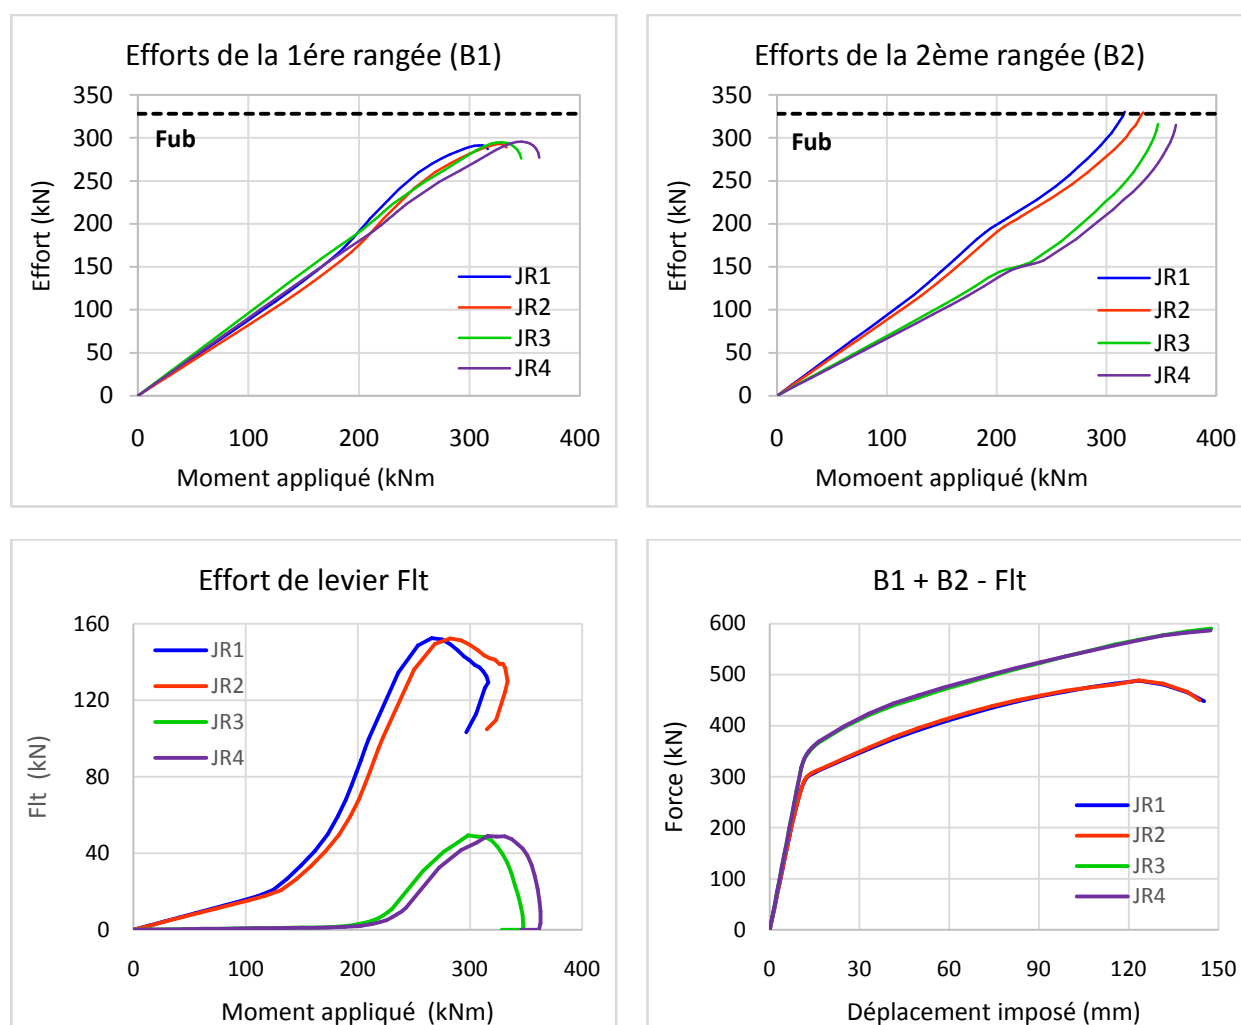 Efforts de la 1ére rangée (B1)
350
300
250
200
150
100
50
0
Effort (kN)
Fub
JR1
JR2
JR3
JR4
0 100 200 300 400
Moment appliqué (kNm
Efforts de la 2ème rangée (B2)
350
300
250
200
150
100
50
0
Effort (kN)
Fub
JR1
JR2
JR3
JR4
0 100 200 300 400
Momoent appliqué (kNm
Effort de levier Flt
160
120
80
40
0
Flt (kN)
JR1
JR2
JR3
JR4
0 100 200 300 400
Moment appliqué (kNm)
B1 + B2 - Flt
600
500
400
300
200
100
0
Force (kN)
JR1
JR2
JR3
JR4
0 30 60 90 120 150
Déplacement imposé (mm)